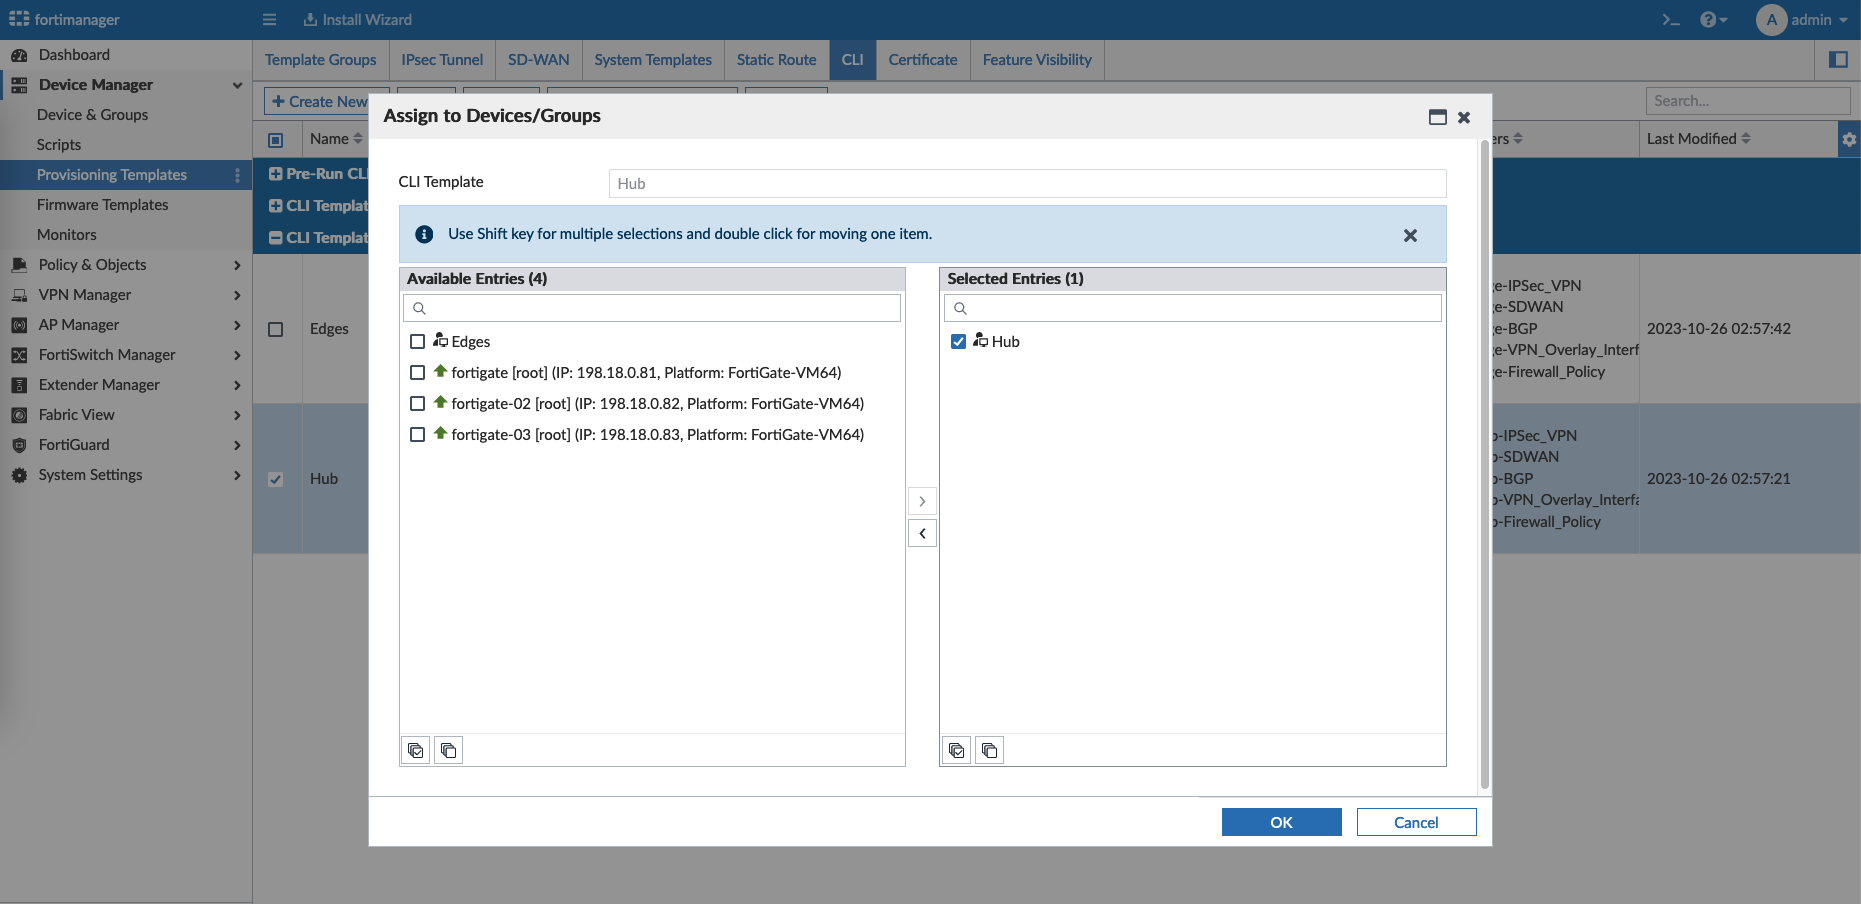 fortimanager
Install Wizard
A admin
Dashboard
Device Manager
Device & Groups
Scripts
Provisioning Templates
Firmware Templates
Monitors
Policy & Objects
VPN Manager
AP Manager
FortiSwitch Manager
Extender Manager
Fabric View
FortiGuard
System Settings
Template Groups IPsec Tunnel SD-WAN System Templates Static Route CLI Certificate Feature Visibility
Create New
Search...
Name
ers
Last Modified
Pre-Run CLI
CLI Templat
CLI Templat
Edges
ge-IPSec_VPN
ge-SDWAN
ge-BGP
ge-VPN_Overlay_Interf
ge-Firewall_Policy
2023-10-26 02:57:42
Hub
b-IPSec_VPN
b-SDWAN
b-BGP
b-VPN_Overlay_Interfa
b-Firewall_Policy
2023-10-26 02:57:21
Assign to Devices/Groups
CLI Template Hub
Use Shift key for multiple selections and double click for moving one item.
Available Entries (4)
Edges
fortigate [root] (IP: 198.18.0.81, Platform: FortiGate-VM64)
fortigate-02 [root] (IP: 198.18.0.82, Platform: FortiGate-VM64)
fortigate-03 [root] (IP: 198.18.0.83, Platform: FortiGate-VM64)
Selected Entries (1)
Hub
OK
Cancel